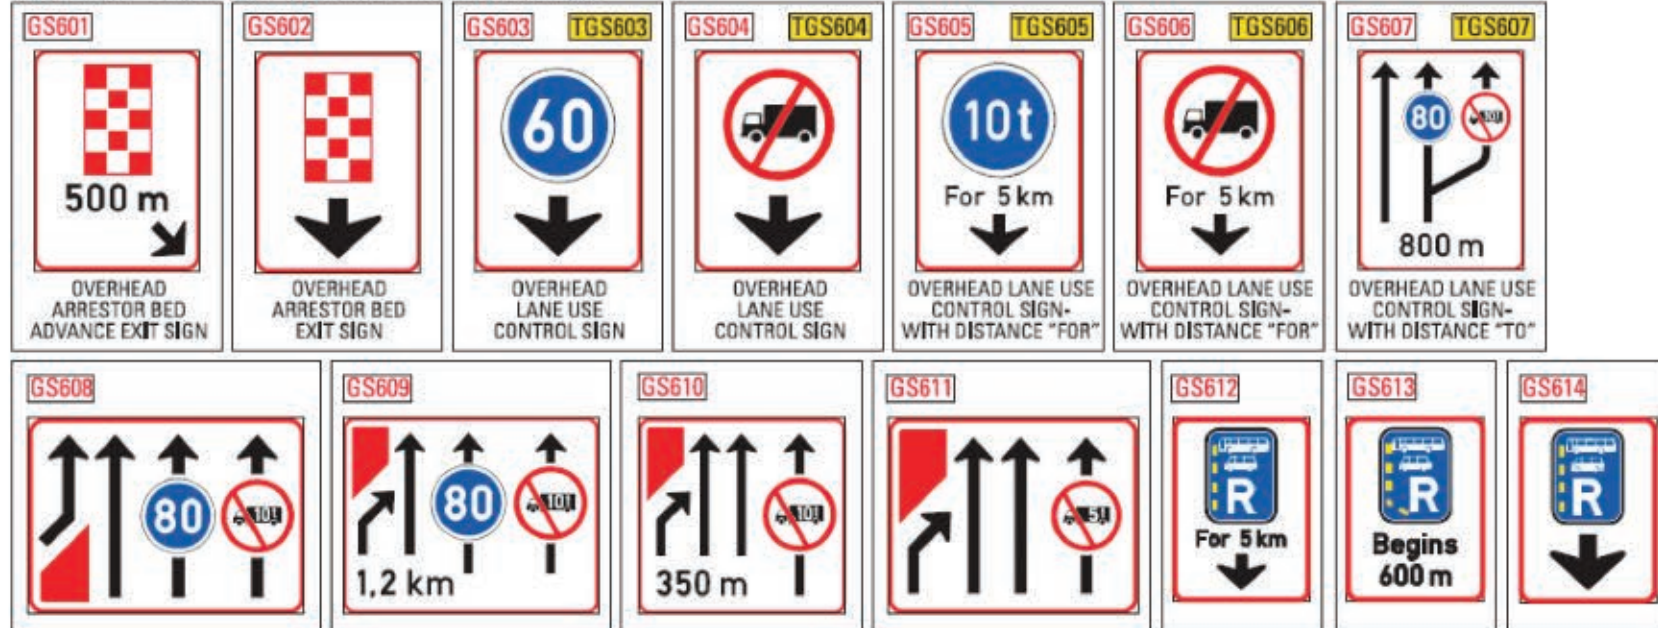 GS601
500 m
OVERHEAD
ARRESTOR BED
ADVANCE EXIT SIGN
GS602
OVERHEAD
ARRESTOR BED
EXIT SIGN
GS603 TGS603
60
OVERHEAD
LANE USE
CONTROL SIGN
GS604 TGS604
OVERHEAD
LANE USE
CONTROL SIGN
GS605 TGS605
10t
For 5 km
OVERHEAD LANE USE
CONTROL SIGN-
WITH DISTANCE "FOR"
GS606 TGS606
For 5 km
OVERHEAD LANE USE
CONTROL SIGN-
WITH DISTANCE "FOR"
GS607 TGS607
80 10t
800 m
OVERHEAD LANE USE
CONTROL SIGN-
WITH DISTANCE "TO"
GS608
80 10t
GS609
80 10t
1,2 km
GS610
10t
350 m
GS611
5t
GS612
R
For 5 km
GS613
R
Begins
600 m
GS614
R